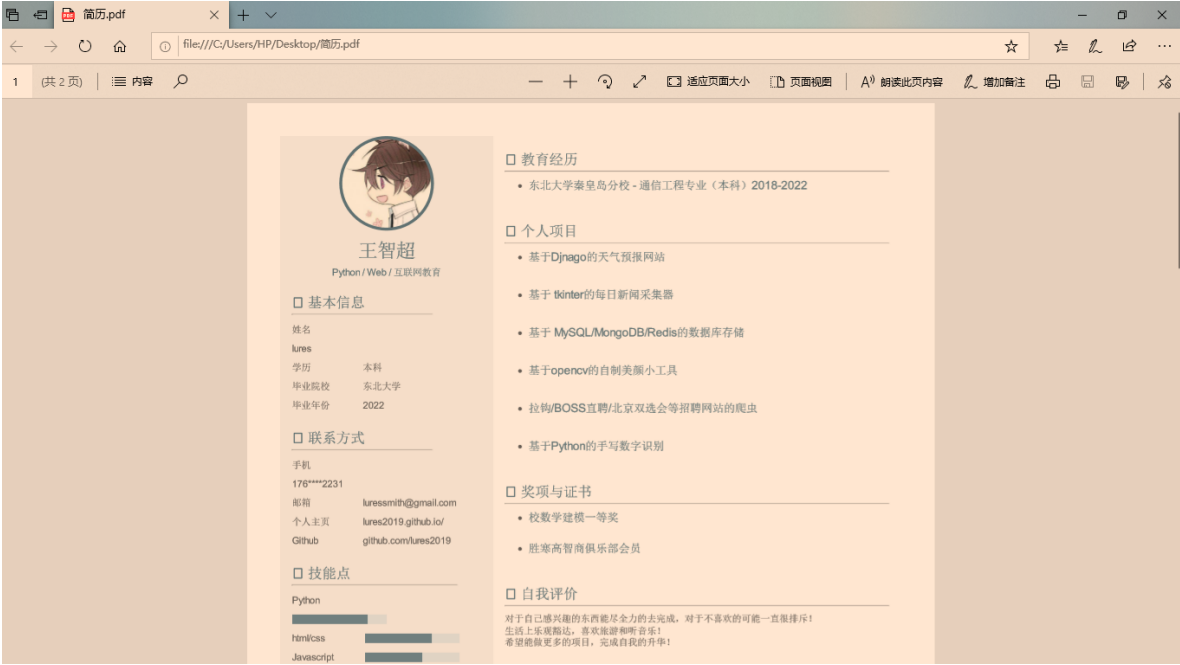 简历.pdf
file:///C:/Users/HP/Desktop/简历.pdf
1 (共 2 页) 内容 适应页面大小 页面视图 朗读此页内容 增加备注
王智超
Python / Web / 互联网教育
基本信息
姓名
lures
学历 本科
毕业院校 东北大学
毕业年份 2022
联系方式
手机
176****2231
邮箱 luressmith@gmail.com
个人主页 lures2019.github.io/
Github github.com/lures2019
技能点
Python
html/css
Javascript
教育经历
• 东北大学秦皇岛分校 - 通信工程专业（本科）2018-2022
个人项目
• 基于Djnago的天气预报网站
• 基于 tkinter的每日新闻采集器
• 基于 MySQL/MongoDB/Redis的数据库存储
• 基于opencv的自制美颜小工具
• 拉钩/BOSS直聘/北京双选会等招聘网站的爬虫
• 基于Python的手写数字识别
奖项与证书
• 校数学建模一等奖
• 胜寒高智商俱乐部会员
自我评价
对于自己感兴趣的东西能尽全力的去完成，对于不喜欢的可能一直很排斥！
生活上乐观豁达，喜欢旅游和听音乐！
希望能做更多的项目，完成自我的升华！